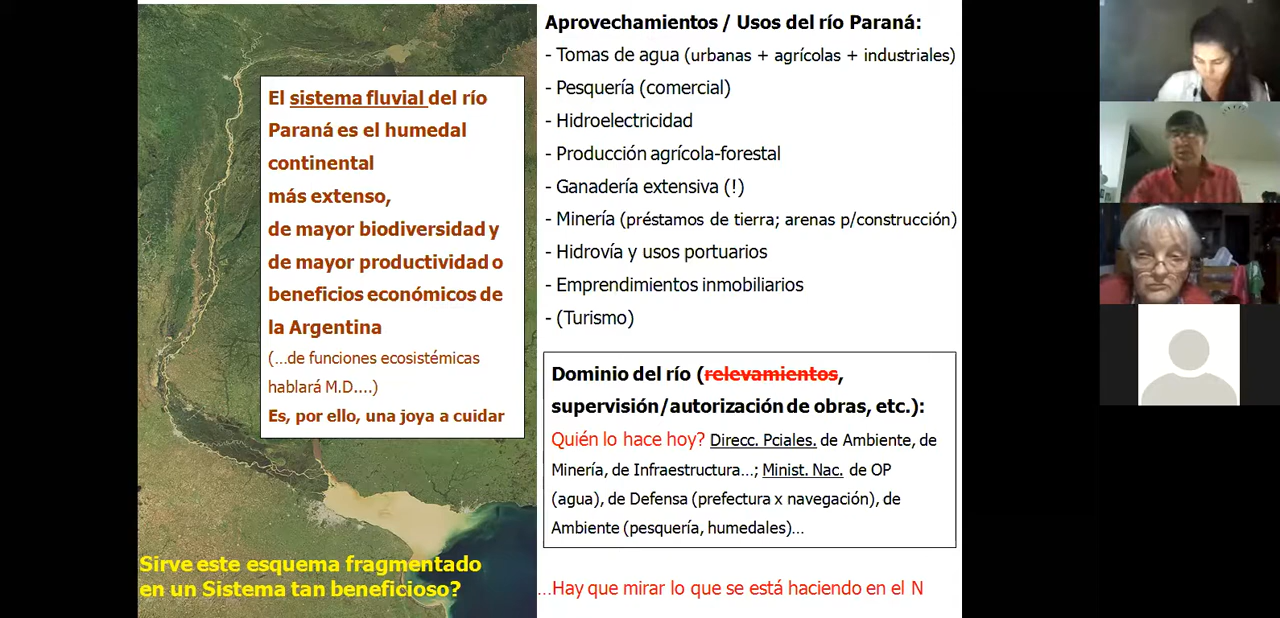 El sistema fluvial del río
Paraná es el humedal
continental
más extenso,
de mayor biodiversidad y
de mayor productividad o
beneficios económicos de
la Argentina
(…de funciones ecosistémicas
hablará M.D....)
Es, por ello, una joya a cuidar
Sirve este esquema fragmentado
en un Sistema tan beneficioso?
Aprovechamientos / Usos del río Paraná:
- Tomas de agua (urbanas + agrícolas + industriales)
- Pesquería (comercial)
- Hidroelectricidad
- Producción agrícola-forestal
- Ganadería extensiva (!)
- Minería (préstamos de tierra; arenas p/construcción)
- Hidrovía y usos portuarios
- Emprendimientos inmobiliarios
- (Turismo)
Dominio del río (relevamientos,
supervisión/autorización de obras, etc.):
Quién lo hace hoy? Direcc. Pciales. de Ambiente, de
Minería, de Infraestructura…; Minist. Nac. de OP
(agua), de Defensa (prefectura x navegación), de
Ambiente (pesquería, humedales)…
…Hay que mirar lo que se está haciendo en el N